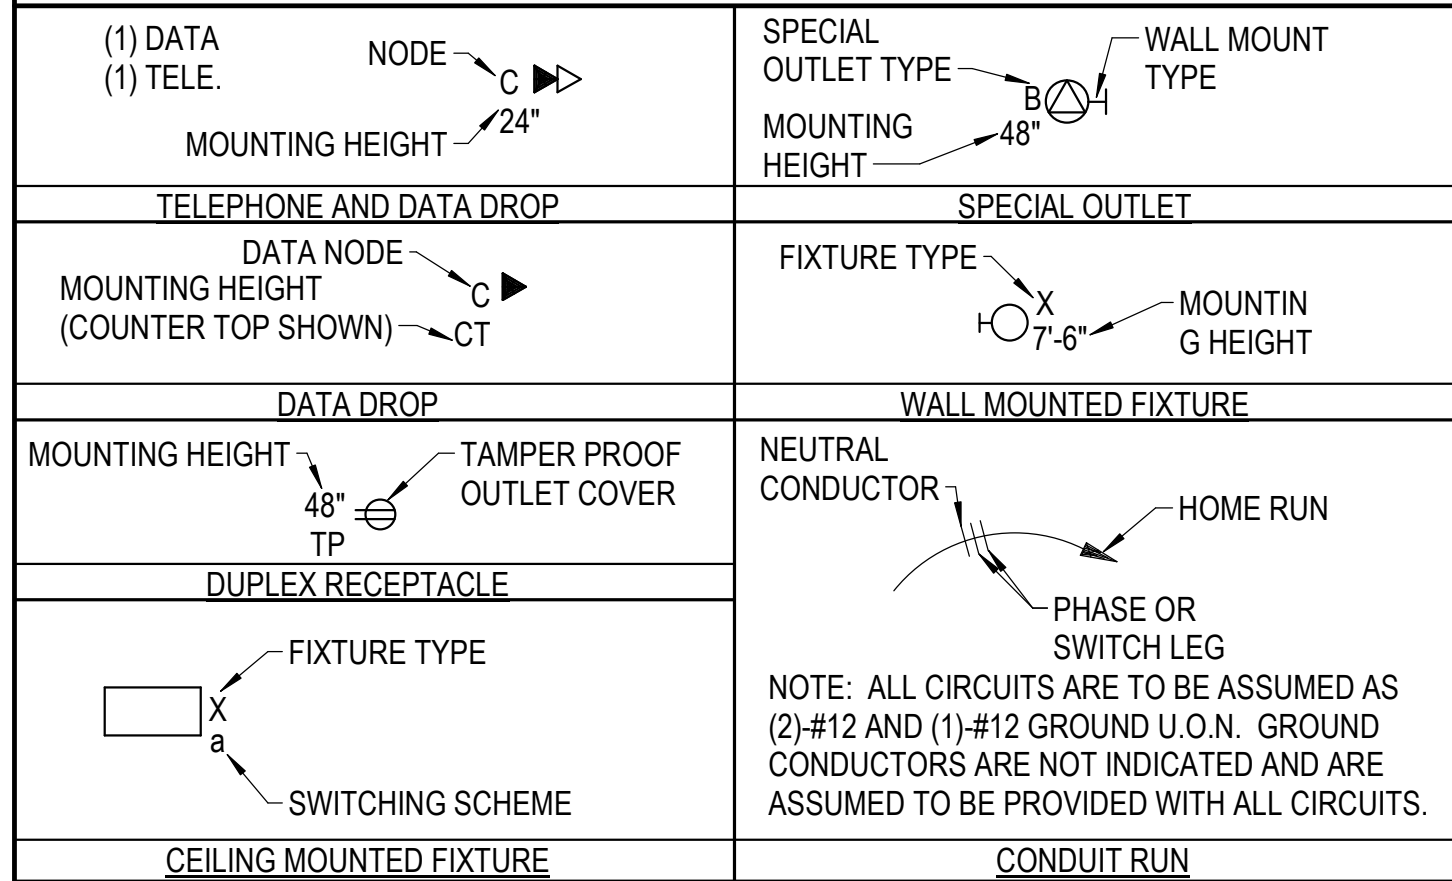 (1) DATA
(1) TELE.
NODE
C
24"
MOUNTING HEIGHT
TELEPHONE AND DATA DROP
SPECIAL
OUTLET TYPE
WALL MOUNT
TYPE
B
48"
MOUNTING
HEIGHT
SPECIAL OUTLET
DATA NODE
C
MOUNTING HEIGHT
(COUNTER TOP SHOWN)
CT
DATA DROP
FIXTURE TYPE
X
7'-6"
MOUNTIN
G HEIGHT
WALL MOUNTED FIXTURE
MOUNTING HEIGHT
48"
TP
TAMPER PROOF
OUTLET COVER
DUPLEX RECEPTACLE
FIXTURE TYPE
X
a
SWITCHING SCHEME
CEILING MOUNTED FIXTURE
NEUTRAL
CONDUCTOR
HOME RUN
PHASE OR
SWITCH LEG
NOTE: ALL CIRCUITS ARE TO BE ASSUMED AS
(2)-#12 AND (1)-#12 GROUND U.O.N. GROUND
CONDUCTORS ARE NOT INDICATED AND ARE
ASSUMED TO BE PROVIDED WITH ALL CIRCUITS.
CONDUIT RUN